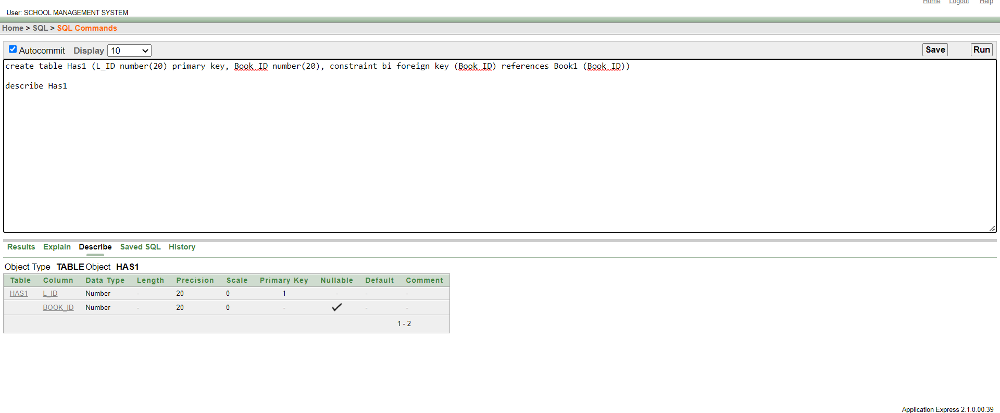 Home Logout Help
User: SCHOOL MANAGEMENT SYSTEM
Home > SQL > SQL Commands
Autocommit Display 10 Save Run
create table Has1 (L_ID number(20) primary key, Book_ID number(20), constraint bi foreign key (Book_ID) references Book1 (Book_ID))
describe Has1
Results Explain Describe Saved SQL History
Object Type TABLE Object HAS1
Table Column Data Type Length Precision Scale Primary Key Nullable Default Comment
HAS1 L_ID Number - 20 0 1 - - -
BOOK_ID Number - 20 0 - - -
1 - 2
Application Express 2.1.0.00.39